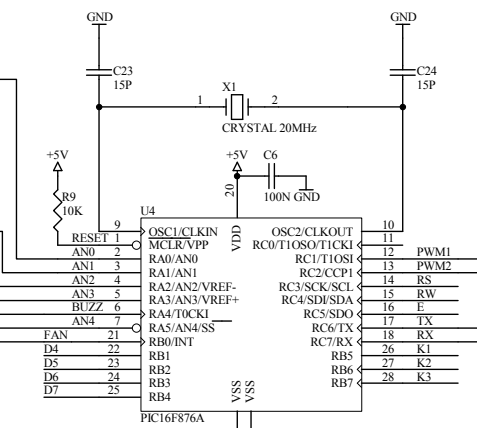 GND GND
C23 C24
15P 15P
X1
1 2
CRYSTAL 20MHz
+5V +5V C6
R9 20 100N GND
10K
U4
9 OSC1/CLKIN VDD OSC2/CLKOUT 10
RESET 1 MCLR/VPP RC0/T1OSO/T1CKI 11
AN0 2 RA0/AN0 RC1/T1OSI 12 PWM1
AN1 3 RA1/AN1 RC2/CCP1 13 PWM2
AN2 4 RA2/AN2/VREF- RC3/SCK/SCL 14 RS
AN3 5 RA3/AN3/VREF+ RC4/SDI/SDA 15 RW
BUZZ 6 RA4/T0CKI RC5/SDO 16 E
AN4 7 RA5/AN4/SS RC6/TX 17 TX
FAN 21 RB0/INT RC7/RX 18 RX
D4 22 RB1 RB5 26 K1
D5 23 RB2 RB6 27 K2
D6 24 RB3 VSS VSS RB7 28 K3
D7 25 RB4
PIC16F876A